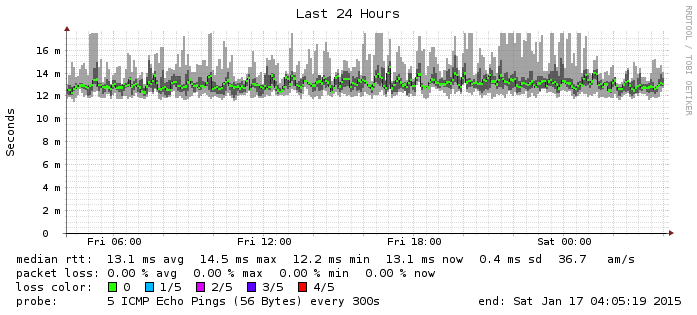 Last 24 Hours
RRDTOOL / TOBI OETIKER
Seconds
16 m
14 m
12 m
10 m
8 m
6 m
4 m
2 m
0
Fri 06:00 Fri 12:00 Fri 18:00 Sat 00:00
median rtt: 13.1 ms avg 14.5 ms max 12.2 ms min 13.1 ms now 0.4 ms sd 36.7 am/s
packet loss: 0.00 % avg 0.00 % max 0.00 % min 0.00 % now
loss color: 0 1/5 2/5 3/5 4/5
probe: 5 ICMP Echo Pings (56 Bytes) every 300s end: Sat Jan 17 04:05:19 2015